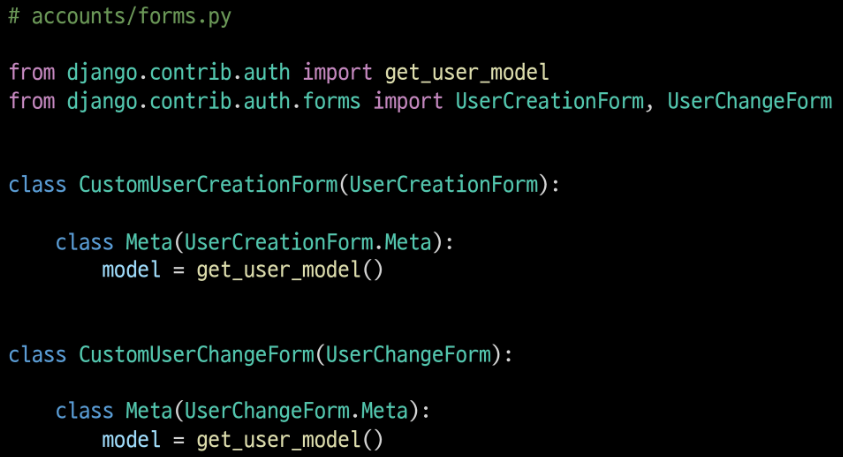 # accounts/forms.py
from django.contrib.auth import get_user_model
from django.contrib.auth.forms import UserCreationForm, UserChangeForm
class CustomUserCreationForm(UserCreationForm):
    class Meta(UserCreationForm.Meta):
        model = get_user_model()
class CustomUserChangeForm(UserChangeForm):
    class Meta(UserChangeForm.Meta):
        model = get_user_model()